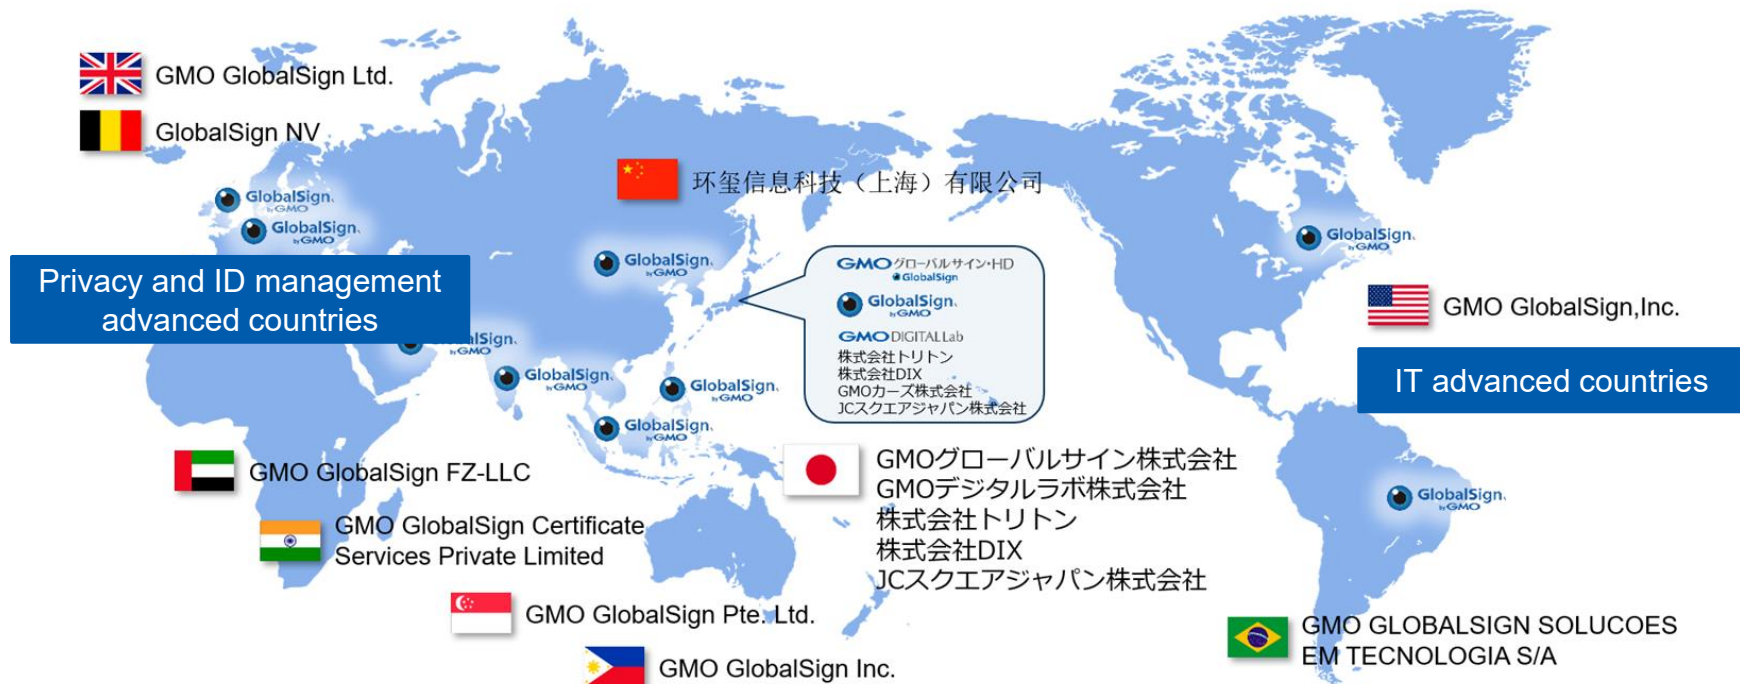 GMO GlobalSign Ltd.
GlobalSign NV
环玺信息科技（上海）有限公司
GlobalSign.
by GMO
GlobalSign.
by GMO
GlobalSign.
by GMO
GlobalSign.
by GMO
Privacy and ID management
advanced countries
GMOグローバルサイン・HD
GlobalSign
GlobalSign.
by GMO
GMO DIGITAL Lab
株式会社トリトン
株式会社DIX
GMOカーズ株式会社
JCスクエアジャパン株式会社
GMO GlobalSign,Inc.
IT advanced countries
balSign.
by GMO
GlobalSign.
by GMO
GlobalSign.
by GMO
GlobalSign.
by GMO
GMO GlobalSign FZ-LLC
GMO GlobalSign Certificate
Services Private Limited
GMOグローバルサイン株式会社
GMOデジタルラボ株式会社
株式会社トリトン
株式会社DIX
JCスクエアジャパン株式会社
GlobalSign.
by GMO
GMO GlobalSign Pte. Ltd.
GMO GlobalSign Inc.
GMO GLOBALSIGN SOLUCOES
EM TECNOLOGIA S/A